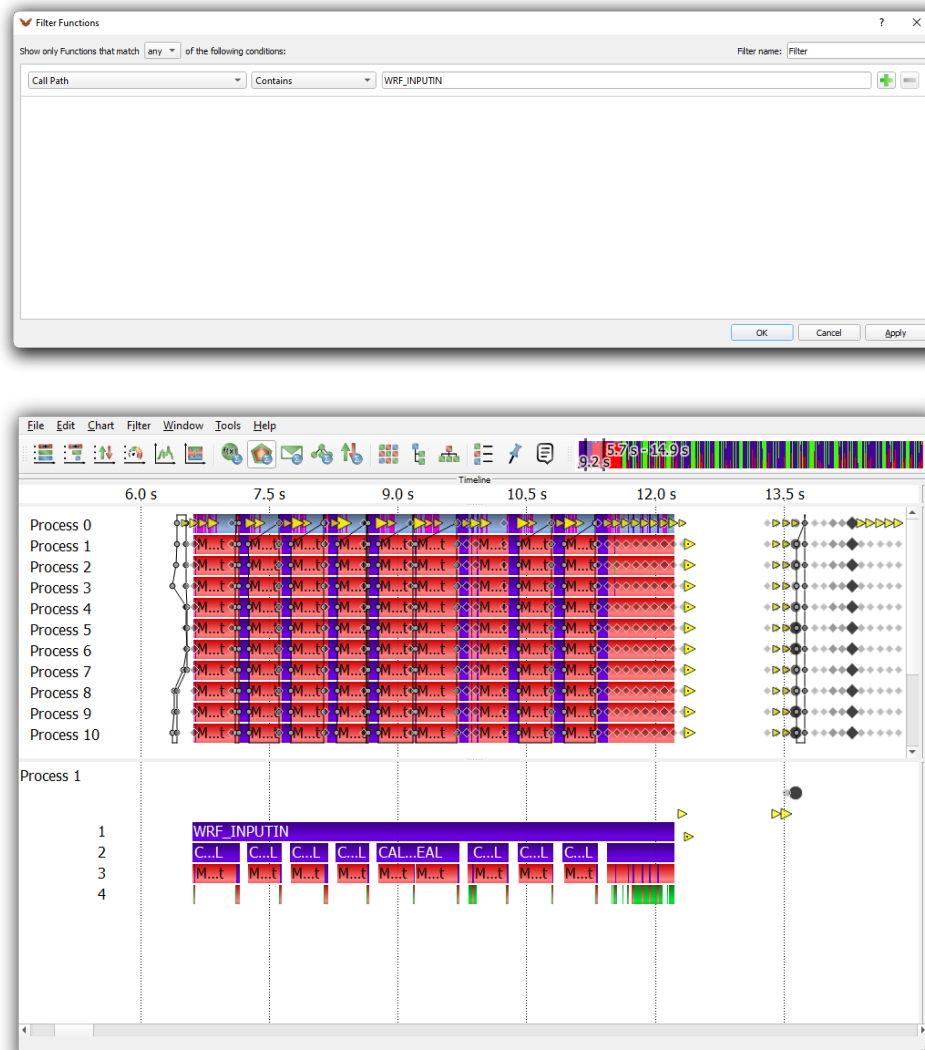 Filter Functions
? ×
Show only Functions that match any of the following conditions:
Filter name: Filter
Call Path Contains WRF_INPUTIN
OK Cancel Apply
File Edit Chart Filter Window Tools Help
5.7 s - 14.9 s
9.2 s
Timeline
6.0 s 7.5 s 9.0 s 10,5 s 12,0 s 13,5 s
Process 0
Process 1 M...t M...t M...t M...t M...t M...t M...t M...t M...t
Process 2 M...t M...t M...t M...t M...t M...t M...t M...t M...t
Process 3 M...t M...t M...t M...t M...t M...t M...t M...t M...t
Process 4 M...t M...t M...t M...t M...t M...t M...t M...t M...t
Process 5 M...t M...t M...t M...t M...t M...t M...t M...t M...t
Process 6 M...t M...t M...t M...t M...t M...t M...t M...t M...t
Process 7 M...t M...t M...t M...t M...t M...t M...t M...t M...t
Process 8 M...t M...t M...t M...t M...t M...t M...t M...t M...t
Process 9 M...t M...t M...t M...t M...t M...t M...t M...t M...t
Process 10 M...t M...t M...t M...t M...t M...t M...t M...t M...t
Process 1
1 WRF_INPUTIN
2 C...L C...L C...L C...L CAL...EAL C...L C...L C...L
3 M...t M...t M...t M...t M...t M...t M...t M...t M...t
4